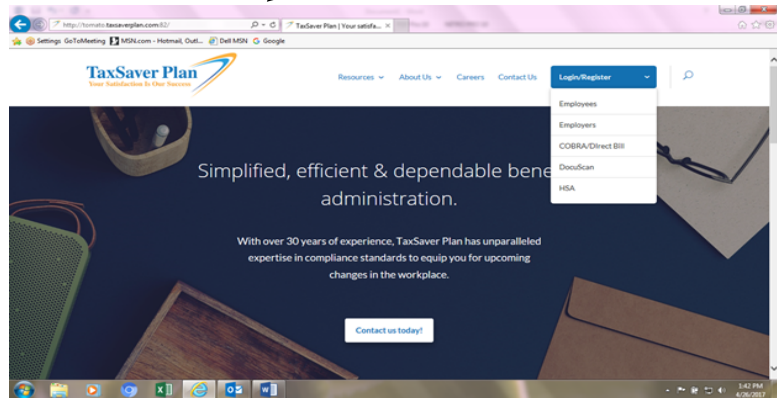 http://tomato.taxsaverplan.com:82/
TaxSaver Plan | Your satisfa...
Settings GoToMeeting MSN.com - Hotmail, Outl... Dell MSN Google
TaxSaver Plan
Your Satisfaction Is Our Success
Resources About Us Careers Contact Us Login/Register
Employees
Employers
COBRA/Direct Bill
DocuScan
HSA
Simplified, efficient & dependable bene
administration.
With over 30 years of experience, TaxSaver Plan has unparalleled
expertise in compliance standards to equip you for upcoming
changes in the workplace.
Contact us today!
1:42 PM
4/26/2017